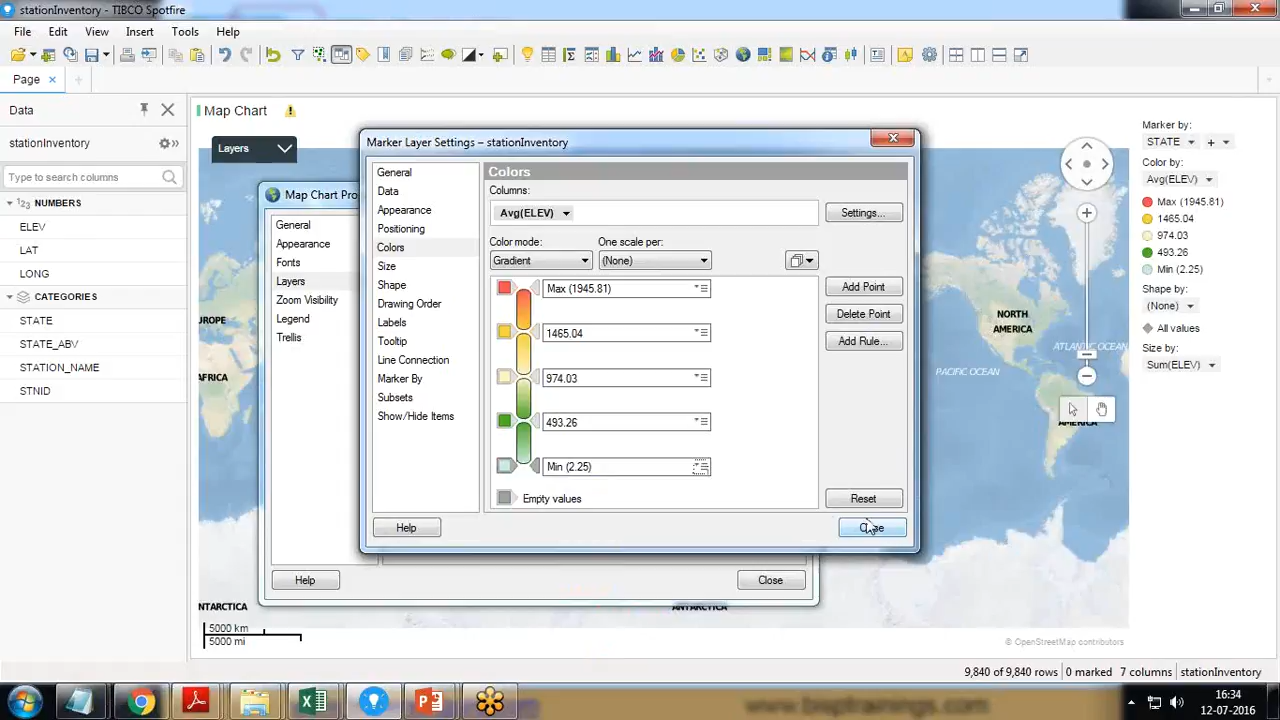 stationInventory - TIBCO Spotfire
File Edit View Insert Tools Help
Page
Data
stationInventory
Type to search columns
NUMBERS
ELEV
LAT
LONG
CATEGORIES
STATE
STATE_ABV
STATION_NAME
STNID
Map Chart
Layers
Map Chart Pro
General
Appearance
Fonts
Layers
Zoom Visibility
Legend
Trellis
Help
Close
Marker Layer Settings – stationInventory
General
Data
Appearance
Positioning
Colors
Size
Shape
Drawing Order
Labels
Tooltip
Line Connection
Marker By
Subsets
Show/Hide Items
Colors
Columns:
Avg(ELEV)
Settings...
Color mode:
One scale per:
Gradient
(None)
Max (1945.81)
1465.04
974.03
493.26
Min (2.25)
Empty values
Add Point
Delete Point
Add Rule...
Reset
Help
Close
Marker by:
STATE
Color by:
Avg(ELEV)
Max (1945.81)
1465.04
974.03
493.26
Min (2.25)
Shape by:
(None)
All values
Size by:
Sum(ELEV)
NORTH
AMERICA
ATLANTIC OCEAN
PACIFIC OCEAN
AMERICA
UROPE
AFRICA
NTARCTICA
ANTARCTICA
5000 km
5000 mi
© OpenStreetMap contributors
9,840 of 9,840 rows
0 marked
7 columns
stationInventory
www.bisptrainings.com
16:34
12-07-2016